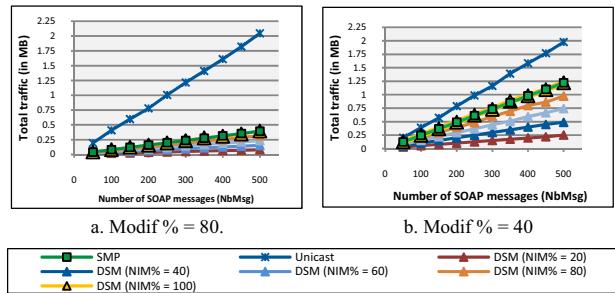 Total traffic (in MB)
2.25
2
1.75
1.5
1.25
1
0.75
0.5
0.25
0
0 100 200 300 400 500
Number of SOAP messages (NbMsg)
a. Modif % = 80.
Total traffic (in MB)
2.25
2
1.75
1.5
1.25
1
0.75
0.5
0.25
0
0 100 200 300 400 500
Number of SOAP messages (NbMsg)
b. Modif % = 40
SMP Unicast DSM (NIM% = 20)
DSM (NIM% = 40) DSM (NIM% = 60) DSM (NIM% = 80)
DSM (NIM% = 100)